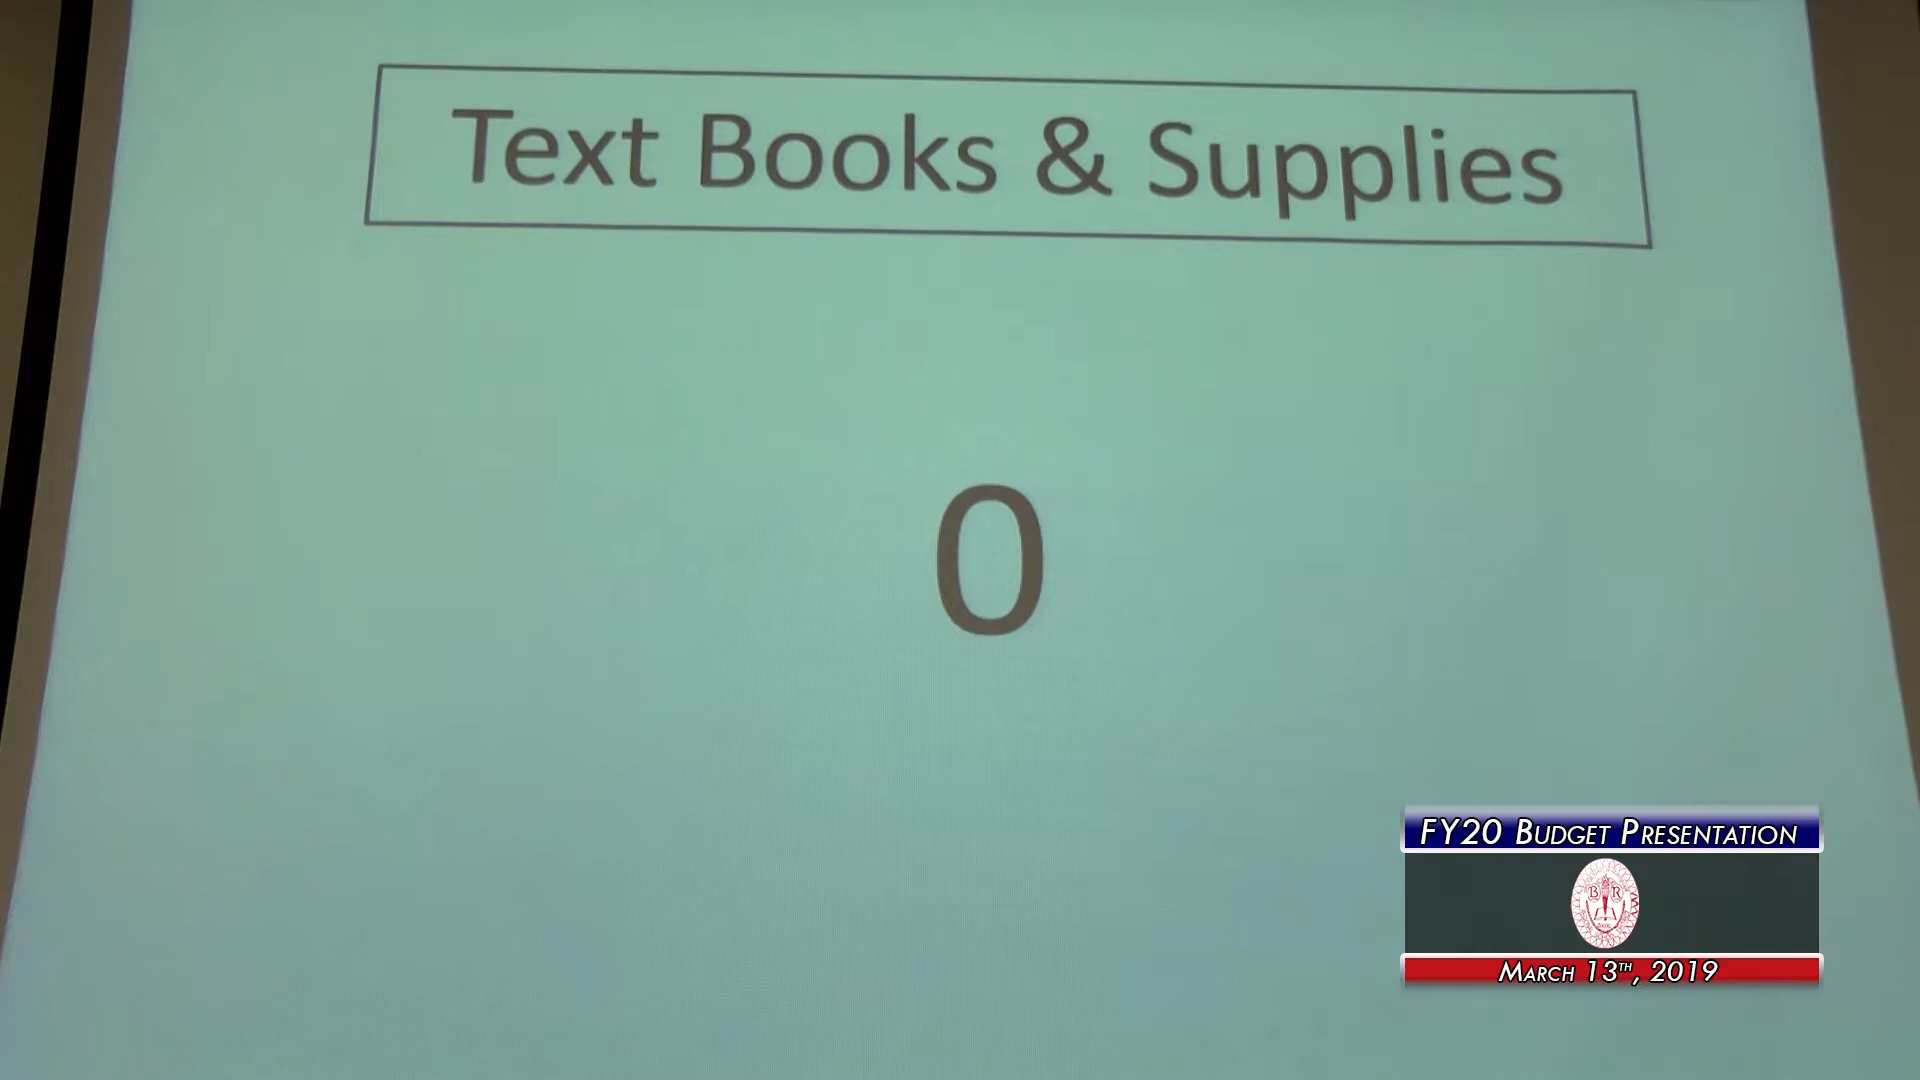 Text Books & Supplies
0
FY20 Budget Presentation
B R
March 13th, 2019